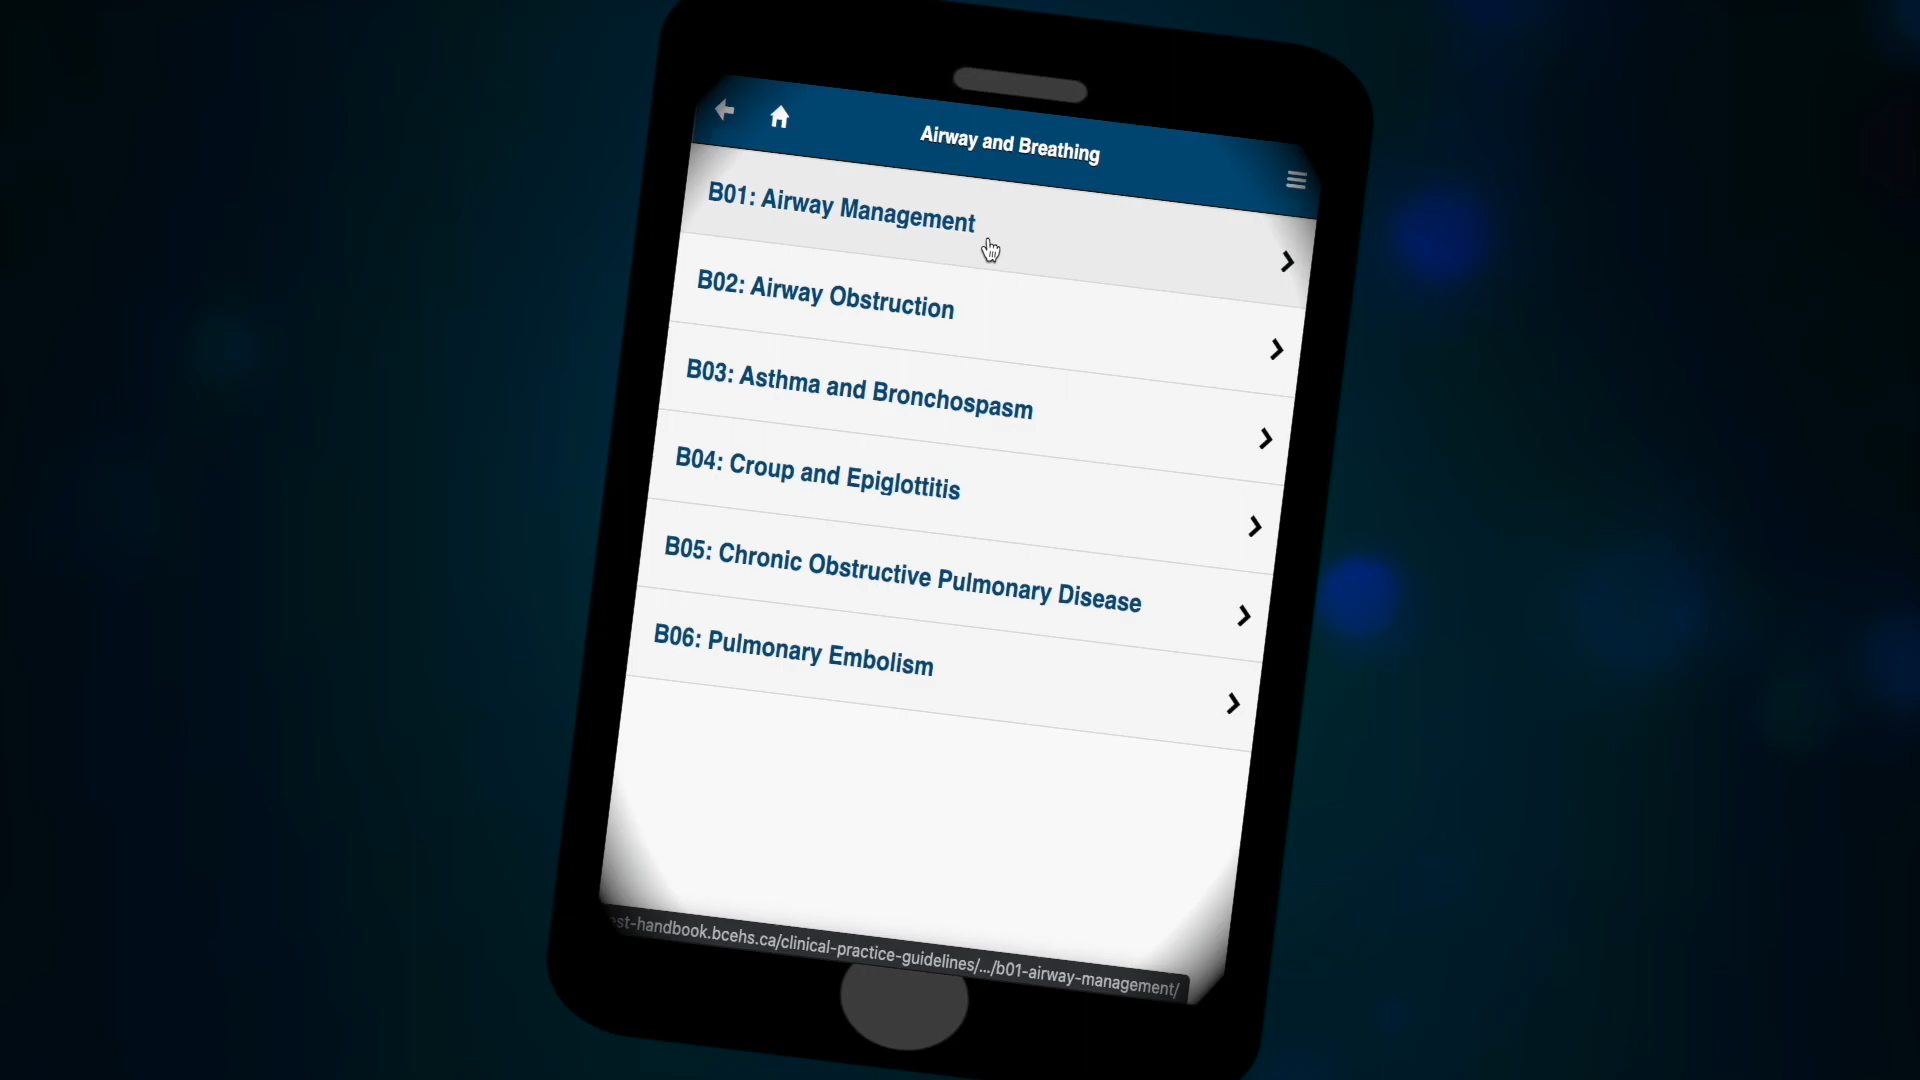 Airway and Breathing
B01: Airway Management
B02: Airway Obstruction
B03: Asthma and Bronchospasm
B04: Croup and Epiglottitis
B05: Chronic Obstructive Pulmonary Disease
B06: Pulmonary Embolism
est-handbook.bcehs.ca/clinical-practice-guidelines/.../b01-airway-management/